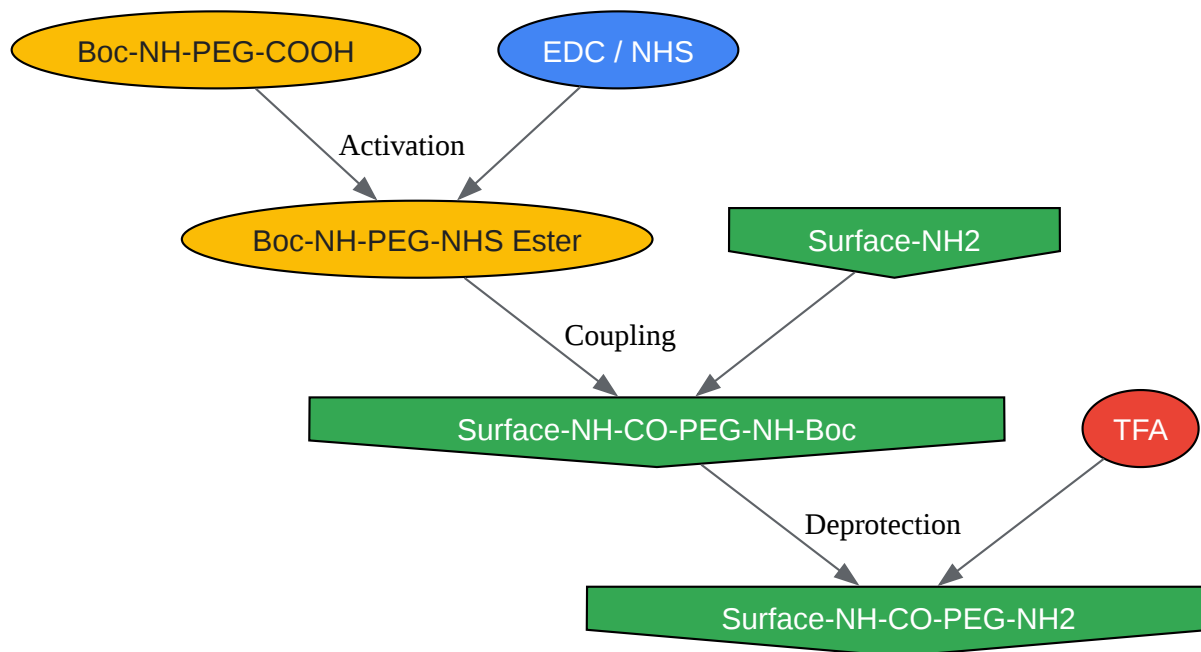 Boc-NH-PEG-COOH
EDC / NHS
Activation
Boc-NH-PEG-NHS Ester
Surface-NH2
Coupling
Surface-NH-CO-PEG-NH-Boc
TFA
Deprotection
Surface-NH-CO-PEG-NH2